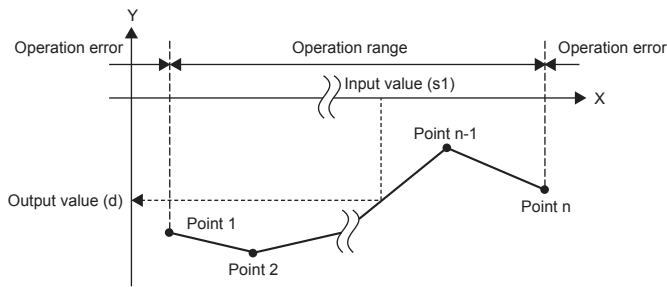 Y
Operation error
Operation range
Operation error
Input value (s1)
X
Point n-1
Output value (d)
Point n
Point 1
Point 2